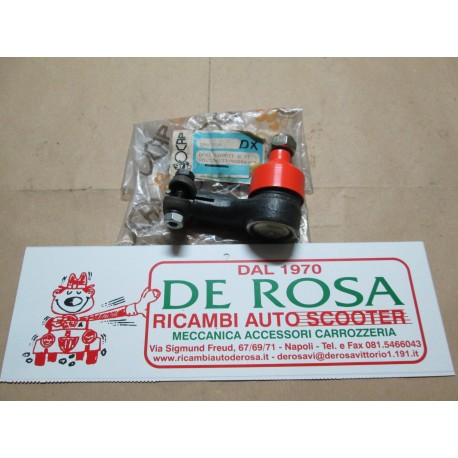 OCAP
DX
DAL 1970
DE ROSA
RICAMBI AUTO SCOOTER
MECCANICA ACCESSORI CARROZZERIA
Via Sigmund Freud, 67/69/71 - Napoli - Tel. e Fax 081.5466043
www.ricambiautoderosa.it - derosavi@derosavittorio1.191.it